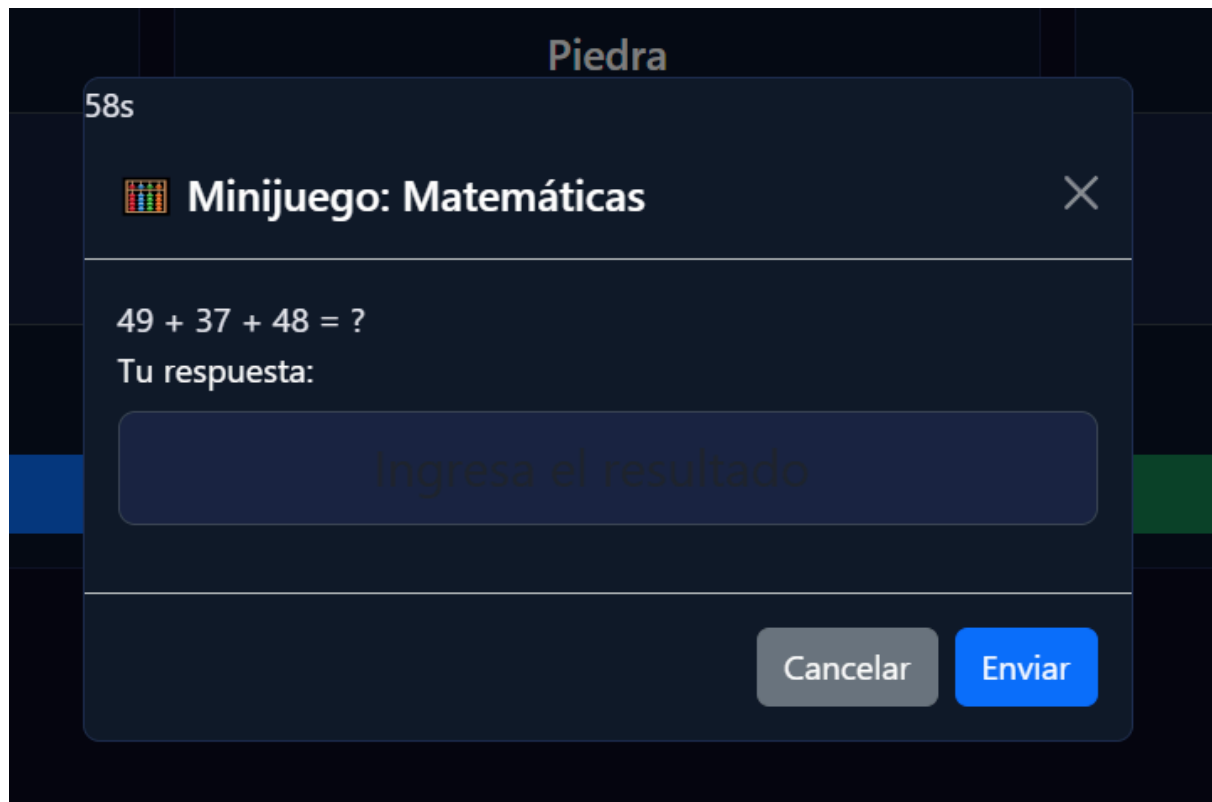 Piedra
58s
Minijuego: Matemáticas
49 + 37 + 48 = ?
Tu respuesta:
Ingresa el resultado
Cancelar
Enviar